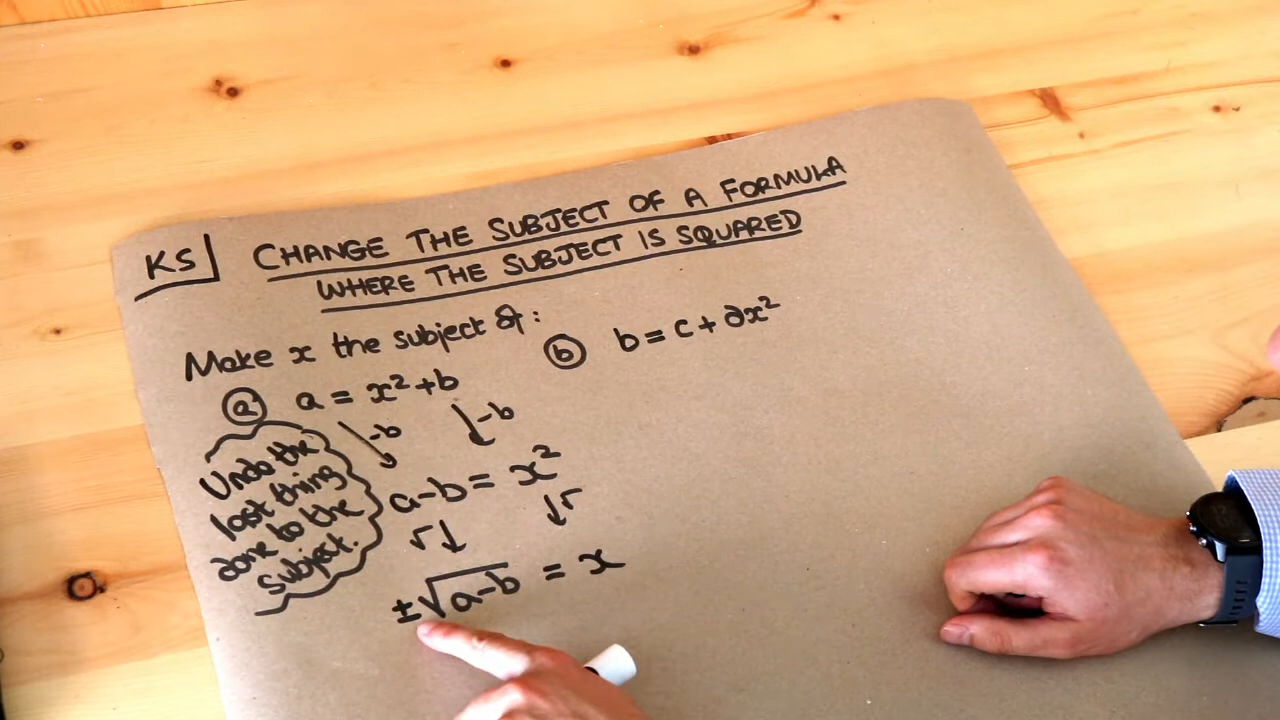 KS
CHANGE THE SUBJECT OF A FORMULA
WHERE THE SUBJECT IS SQUARED
Make x the subject of:
ⓐ a = x² + b
-b -b
Undo the
last thing
done to the
subject.
a-b = x²
√ √
±√(a-b) = x
ⓑ b = c + ax²